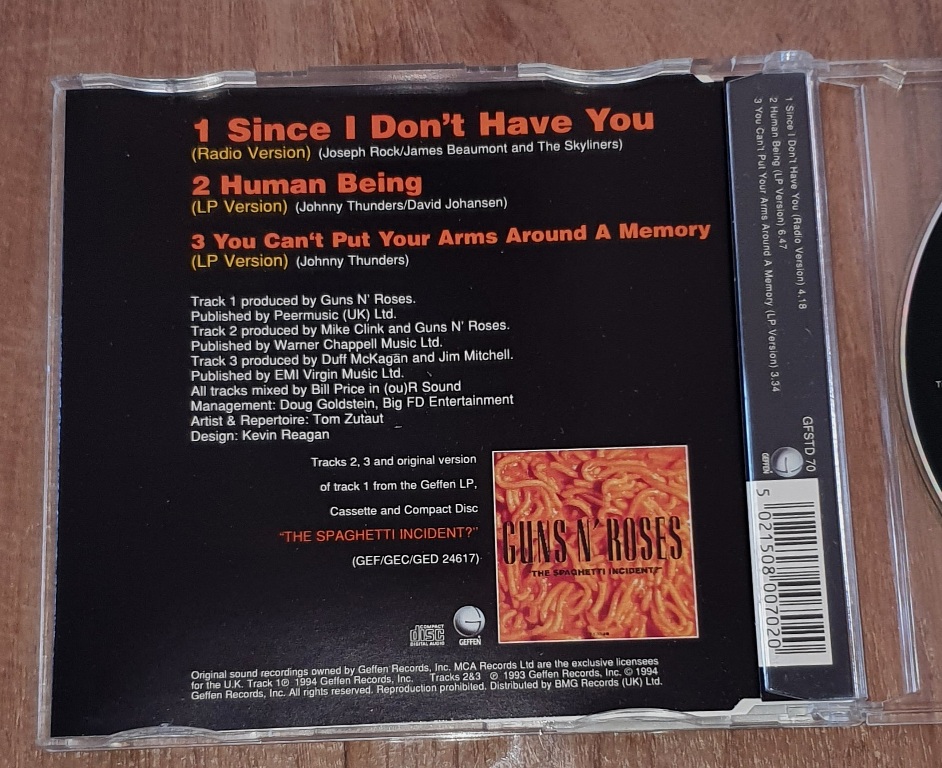 1 Since I Don't Have You
(Radio Version) (Joseph Rock/James Beaumont and The Skyliners)
2 Human Being
(LP Version) (Johnny Thunders/David Johansen)
3 You Can't Put Your Arms Around A Memory
(LP Version) (Johnny Thunders)
Track 1 produced by Guns N' Roses.
Published by Peermusic (UK) Ltd.
Track 2 produced by Mike Clink and Guns N' Roses.
Published by Warner Chappell Music Ltd.
Track 3 produced by Duff McKagan and Jim Mitchell.
Published by EMI Virgin Music Ltd.
All tracks mixed by Bill Price in (ou)R Sound
Management: Doug Goldstein, Big FD Entertainment
Artist & Repertoire: Tom Zutaut
Design: Kevin Reagan
Tracks 2, 3 and original version
of track 1 from the Geffen LP,
Cassette and Compact Disc
"THE SPAGHETTI INCIDENT?"
(GEF/GEC/GED 24617)
GUNS N' ROSES
"THE SPAGHETTI INCIDENT?"
COMPACT
disc
DIGITAL AUDIO
GEFFEN
Original sound recordings owned by Geffen Records, Inc. MCA Records Ltd are the exclusive licensees
for the U.K. Track 1 ℗ 1994 Geffen Records, Inc. Tracks 2&3 ℗ 1993 Geffen Records, Inc. © 1994
Geffen Records, Inc. All rights reserved. Reproduction prohibited. Distributed by BMG Records (UK) Ltd.
1 Since I Don't Have You (Radio Version) 4.18
2 Human Being (LP Version) 6.47
3 You Can't Put Your Arms Around A Memory (LP Version) 3.34
GFSTD 70
GEFFEN
5 021508 007020